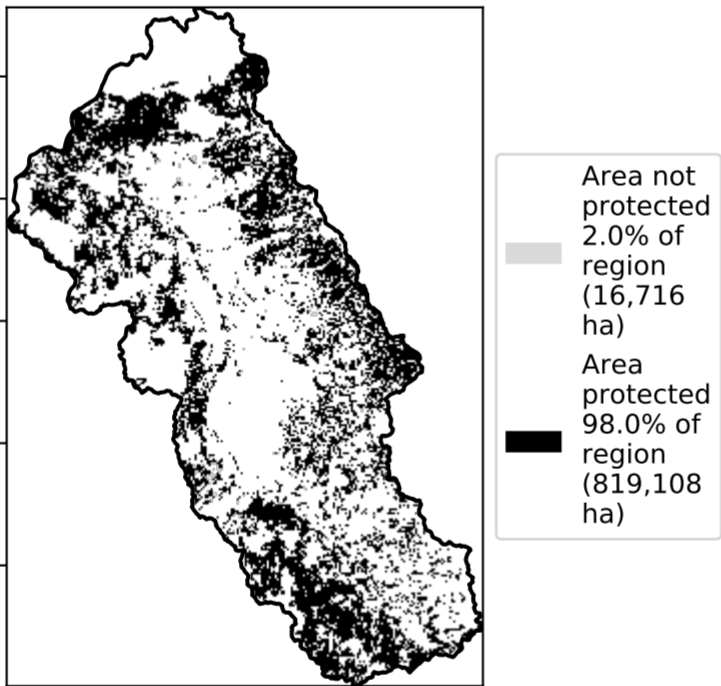 Area not
protected
2.0% of
region
(16,716
ha)
Area
protected
98.0% of
region
(819,108
ha)